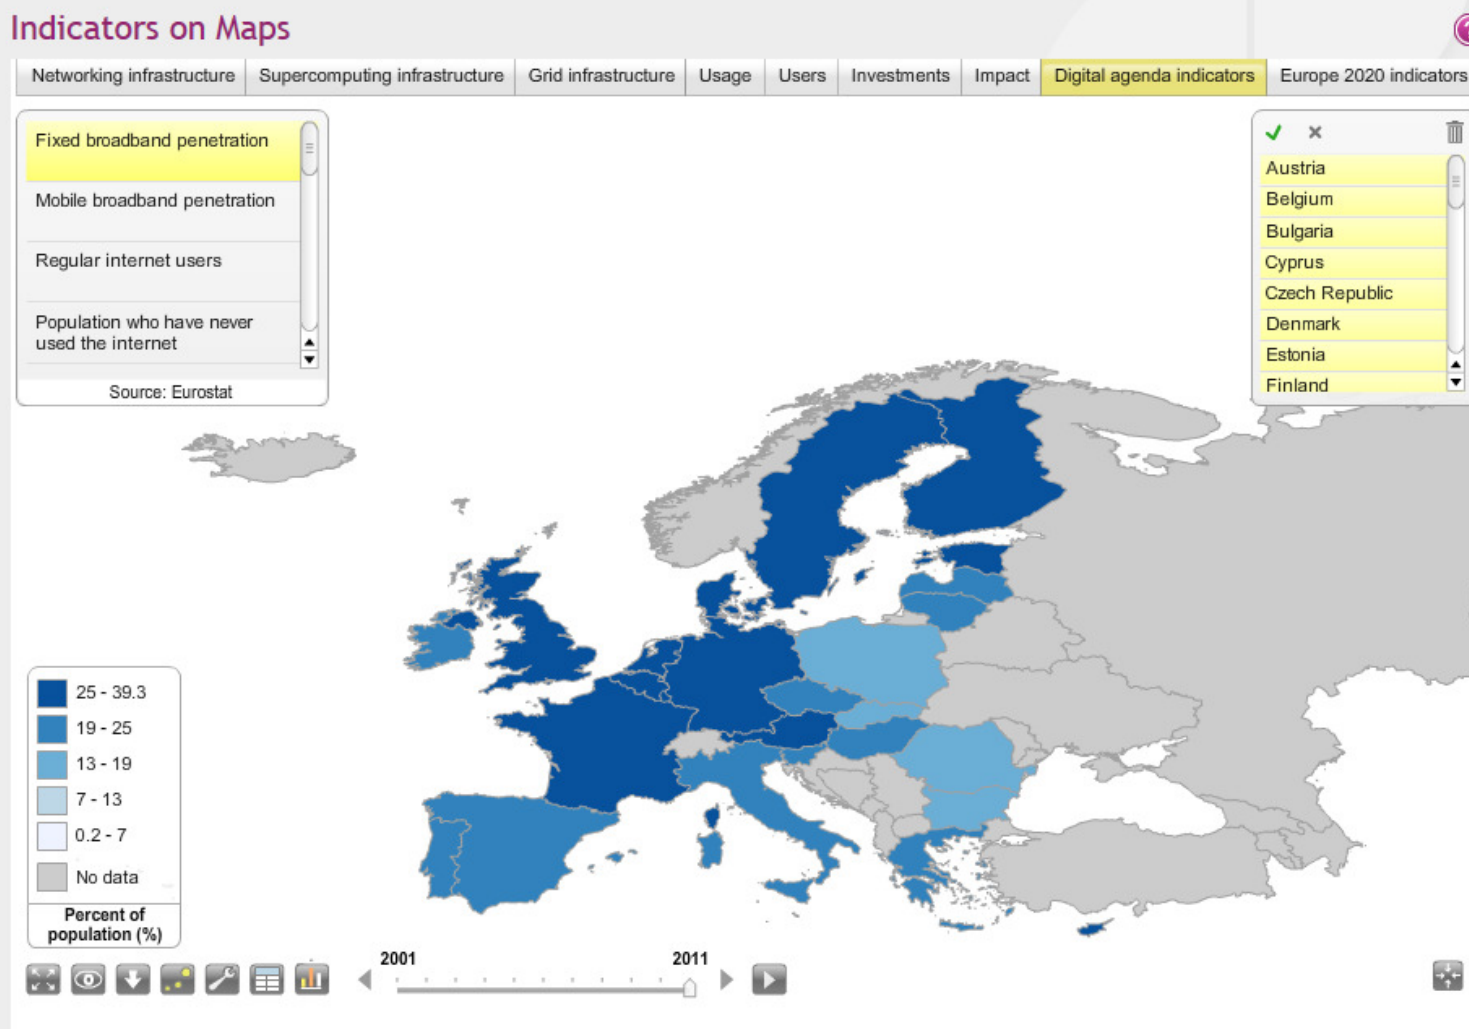 Indicators on Maps
Networking infrastructure
Supercomputing infrastructure
Grid infrastructure
Usage
Users
Investments
Impact
Digital agenda indicators
Europe 2020 indicators
Fixed broadband penetration
Mobile broadband penetration
Regular internet users
Population who have never
used the internet
Source: Eurostat
Austria
Belgium
Bulgaria
Cyprus
Czech Republic
Denmark
Estonia
Finland
25 - 39.3
19 - 25
13 - 19
7 - 13
0.2 - 7
No data
Percent of
population (%)
2001
2011